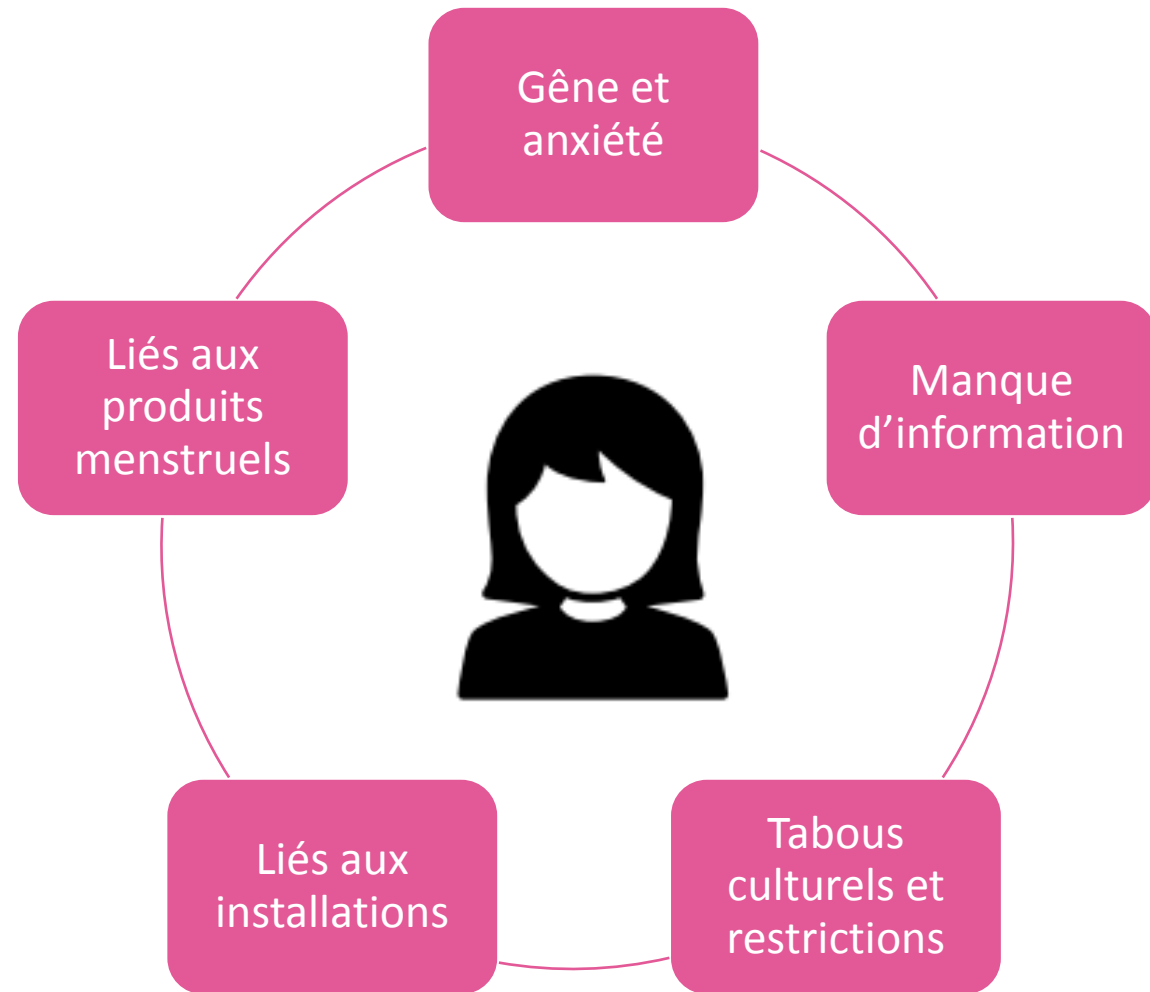 Gêne et
anxiété
Manque
d’information
Tabous
culturels et
restrictions
Liés aux
installations
Liés aux
produits
menstruels